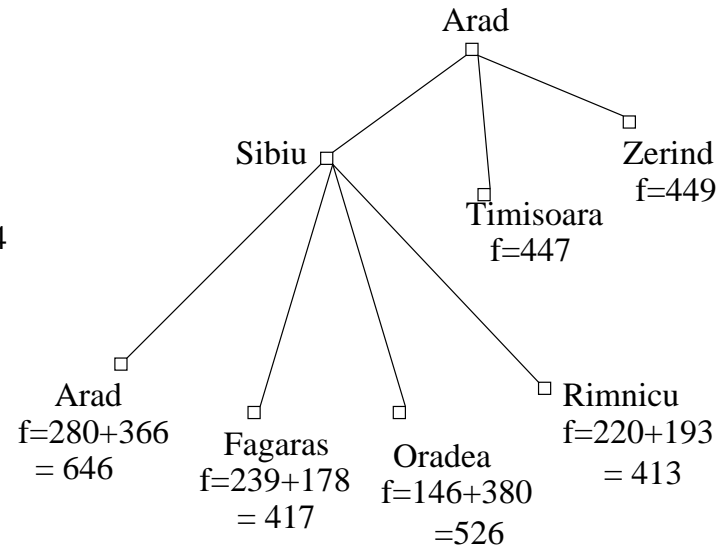 Arad
Sibiu
Zerind
f=449
Timisoara
f=447
4
Arad
f=280+366
= 646
Fagaras
f=239+178
= 417
Oradea
f=146+380
=526
Rimnicu
f=220+193
= 413